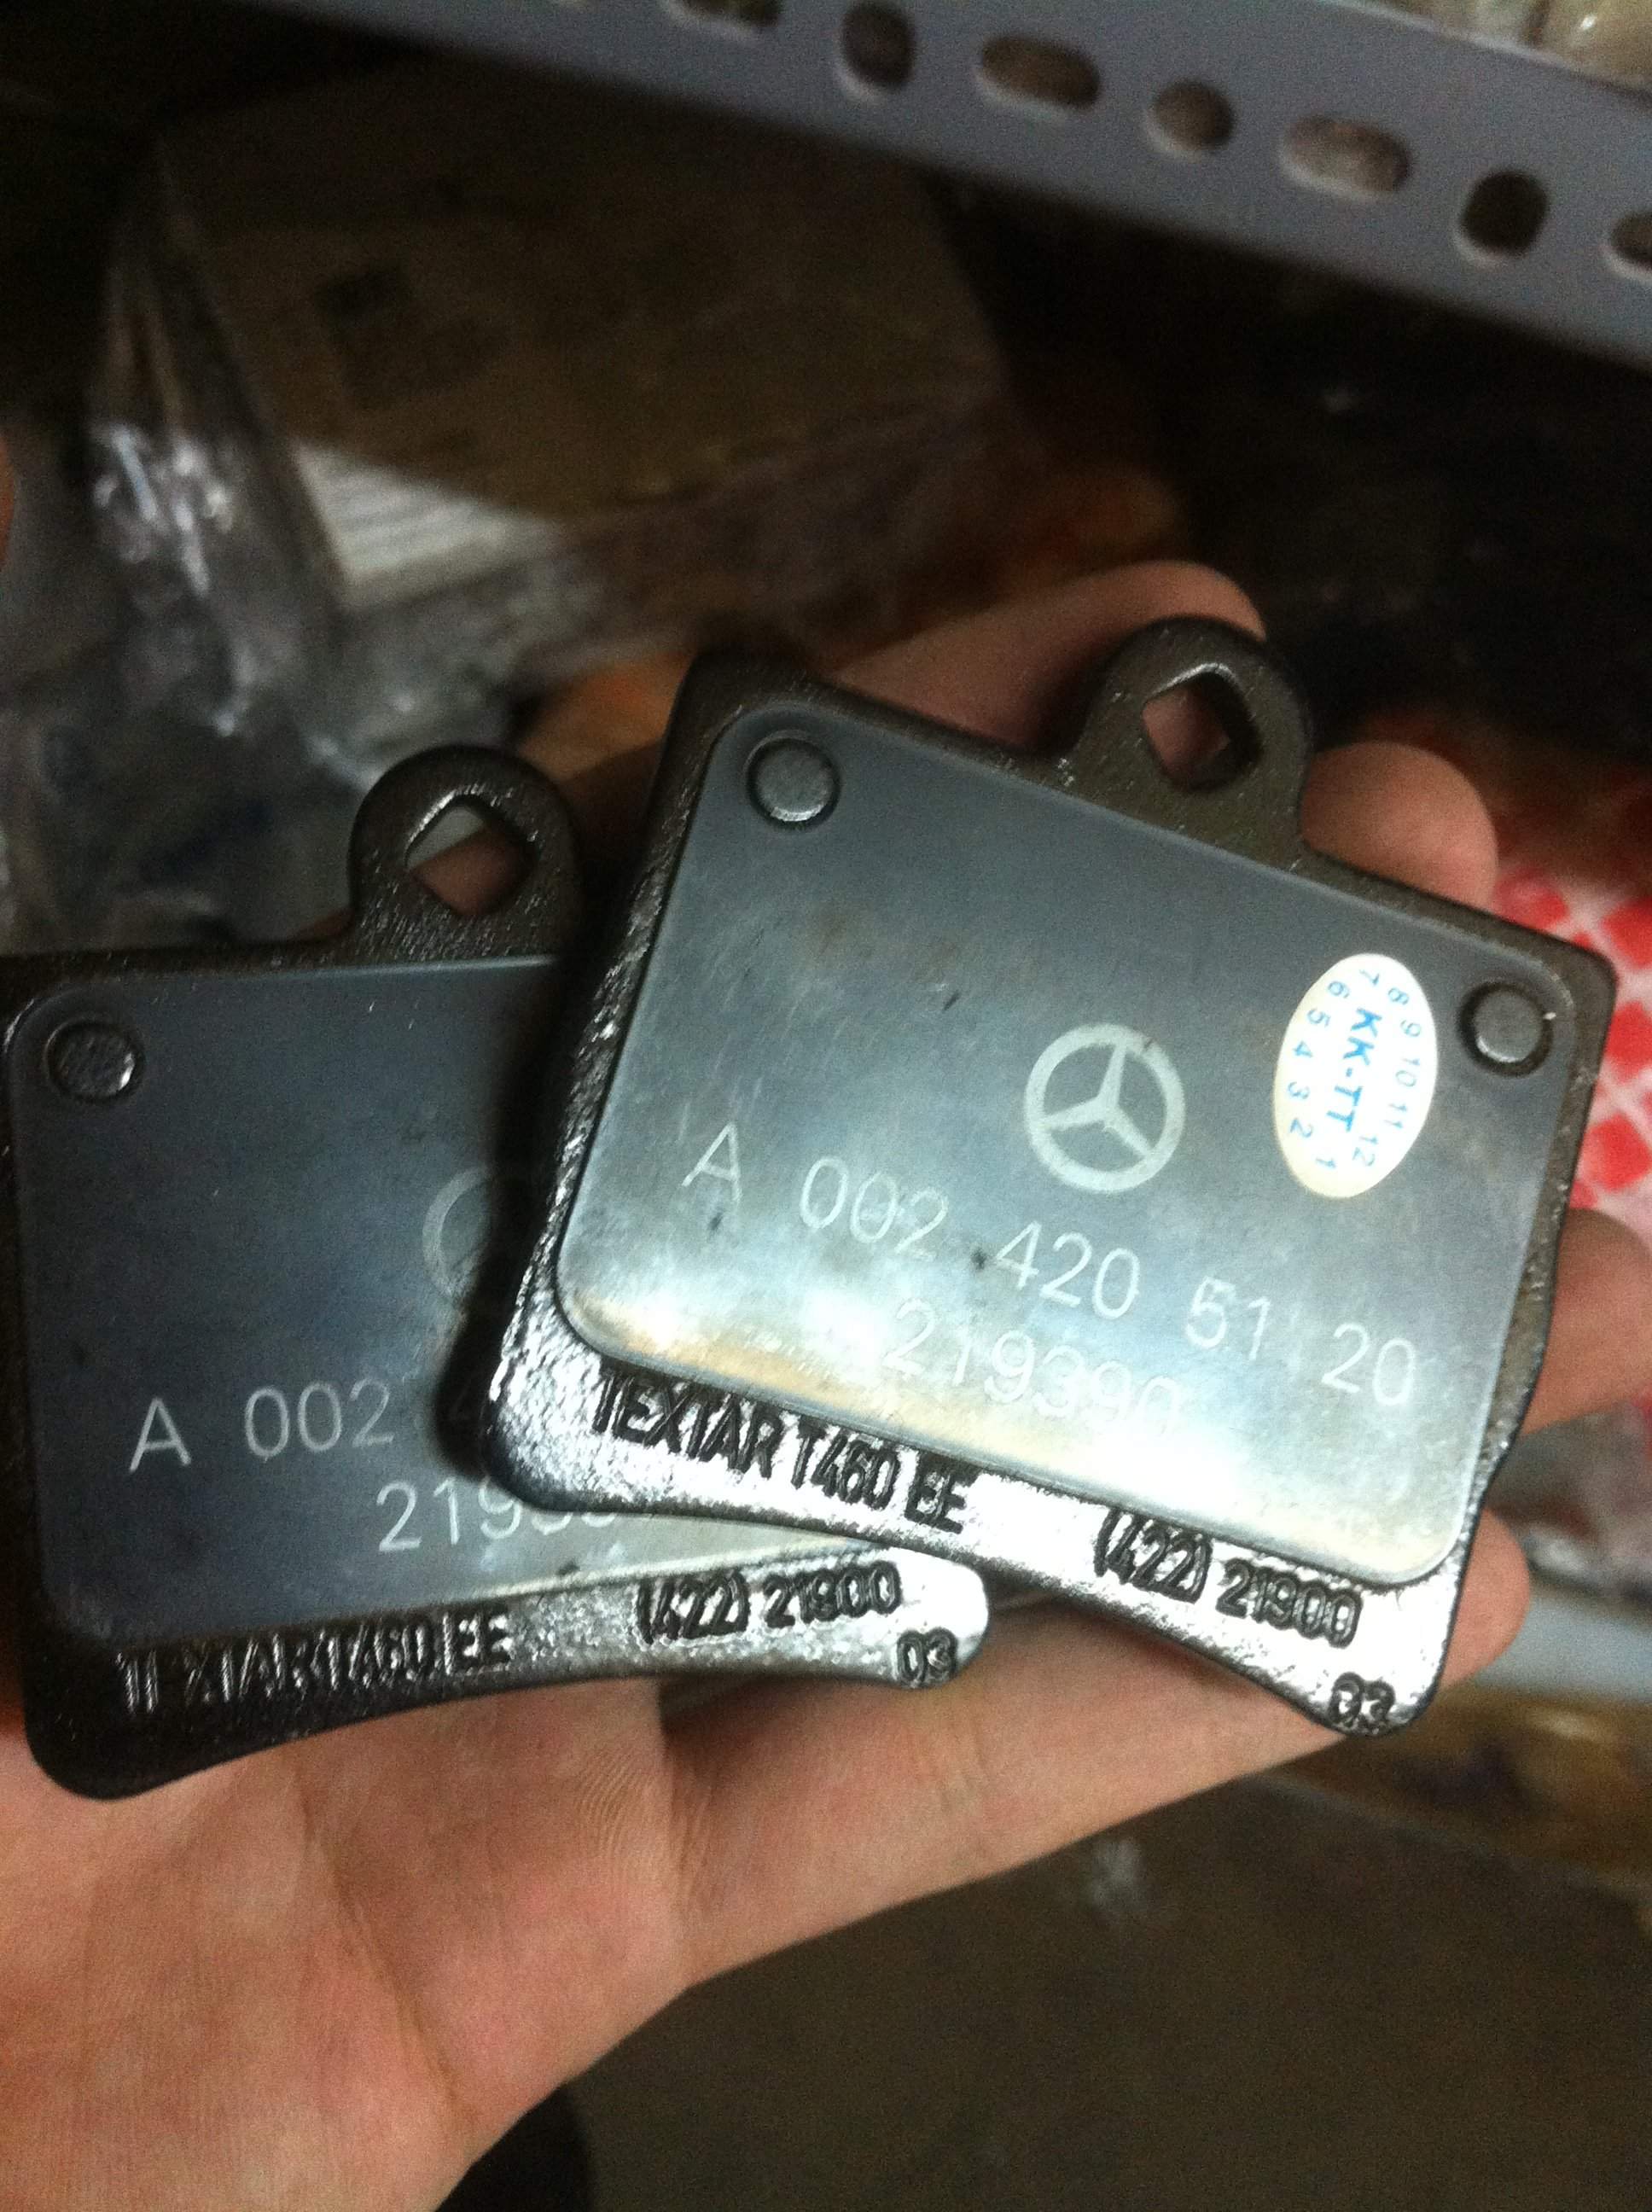 8 9 10 11 12
KK-TT
7 6 5 4 3 2 1
A 002 420 51 20
219390
TEXTAR T460 EE (422) 21900
03
A 002
TEXTAR T460 EE (422) 21900
03